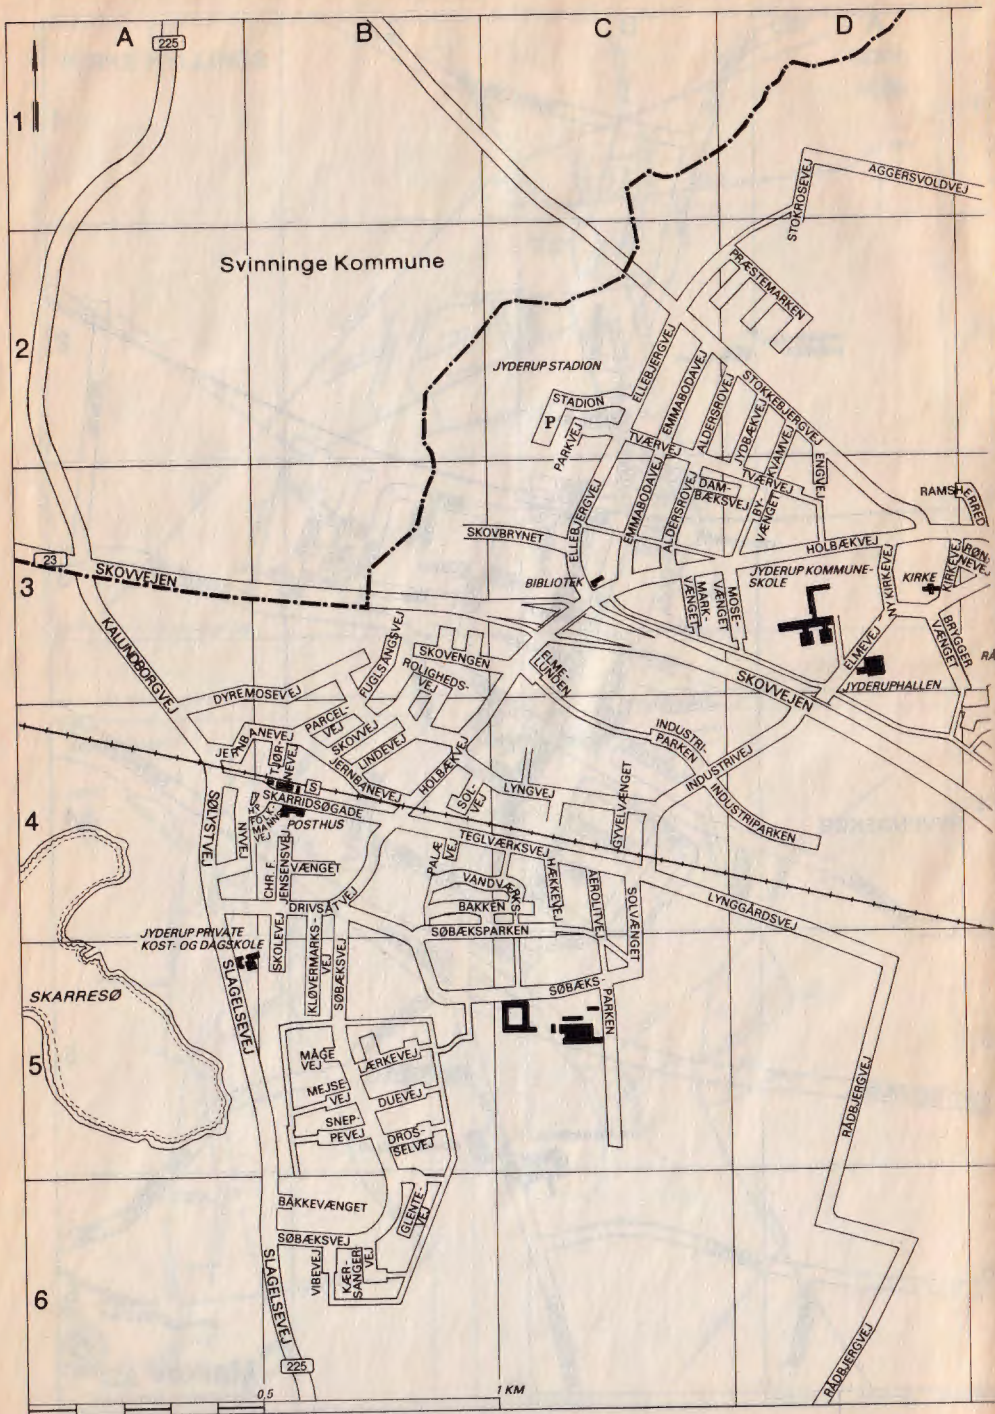 A
B
C
D
225
1
AGGERSVOLDVEJ
STOKROSEVEJ
Svinninge Kommune
PRÆSTEMARKEN
2
JYDERUP STADION
ELLEBJERGVEJ
EMMABODAVEJ
STOKKEBJERGVEJ
ALDERSROVEJ
STADION
P
PARKVEJ
JYDBÆKVEJ
KVAMVEJ
TVÆRVEJ
ENGVEJ
TVÆRVEJ
DAM-
BÆKSVEJ
BY-
VÆNGET
RAMSHERRED
ELLEBJERGVEJ
EMMABODAVEJ
ALDERSROVEJ
SKOVBRYNET
HOLBÆKVEJ
23
SKOVVEJEN
3
BIBLIOTEK
MARK-
VÆNGET
MOSE-
VÆNGET
JYDERUP KOMMUNE-
SKOLE
NY KIRKEVEJ
KIRKE
KIRKEVEJ
RØN-
NEVEJ
BRYGGER
VÆNGET
RÅ
KALUNDBORGVEJ
FUGLSANGSVEJ
SKOVENGEN
ROLIGHEDS-
VEJ
ELME-
LUNDEN
ELMEVEJ
JYDERUPHALLEN
SKOVVEJEN
DYREMOSEVEJ
PARCEL-
VEJ
SKOVVEJ
LINDEVEJ
INDUSTRI-
PARKEN
JERNBANEVEJ
TJØR-
NEVEJ
S
JERNBANEVEJ
HOLBÆKVEJ
SOL-
VEJ
LYNGVEJ
GYVELVÆNGET
INDUSTRIVEJ
INDUSTRIPARKEN
4
SØLYSTVEJ
NYVEJ
SKARRIDSØGADE
POSTHUS
CHR. F.
JENSENSVEJ
VÆNGET
TEGLVÆRKSVEJ
PALÆ
VEJ
VANDVÆRKS
BAKKEN
HÆKKEVEJ
AEROLITVEJ
SOLVÆNGET
LYNGGÅRDSVEJ
DRIVSÅTVEJ
SØBÆKSPARKEN
JYDERUP PRIVATE
KOST- OG DAGSKOLE
SKOLEVEJ
KLØVERMARKS-
VEJ
SØBÆKSVEJ
SKARRESØ
SLAGELSEVEJ
SØBÆKS
PARKEN
5
MÅGE
VEJ
LÆRKEVEJ
MEJSE-
VEJ
DUEVEJ
SNEP-
PEVEJ
DROS-
SELVEJ
RÅDBJERGVEJ
BAKKEVÆNGET
GLENTE-
VEJ
SØBÆKSVEJ
VIBEVEJ
KÆR-
SANGER
VEJ
6
SLAGELSEVEJ
225
RÅDBJERGVEJ
0,5
1 KM